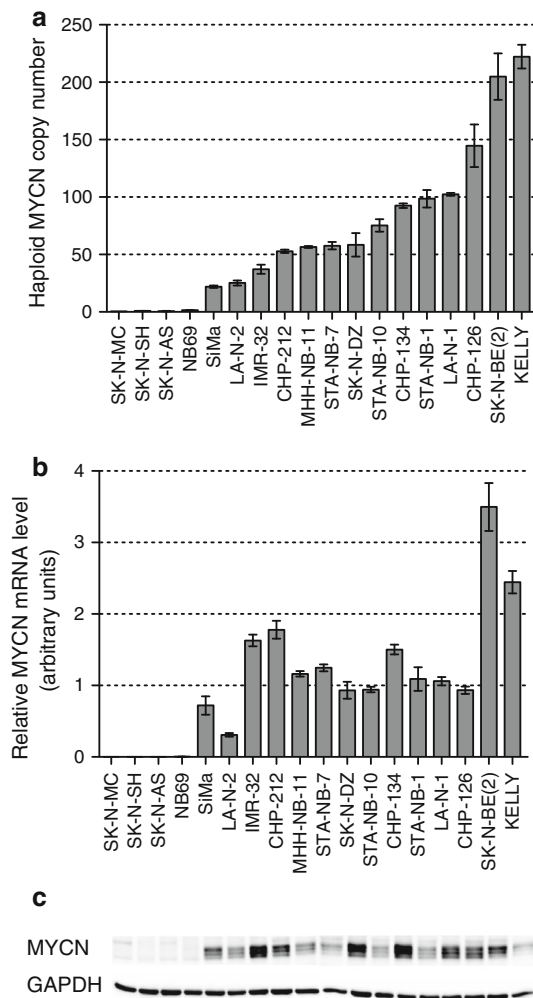 a
Haploid MYCN copy number
250
200
150
100
50
0
SK-N-MC
SK-N-SH
SK-N-AS
NB69
SiMa
LA-N-2
IMR-32
CHP-212
MHH-NB-11
STA-NB-7
SK-N-DZ
STA-NB-10
CHP-134
STA-NB-1
LA-N-1
CHP-126
SK-N-BE(2)
KELLY
b
Relative MYCN mRNA level
(arbitrary units)
4
3
2
1
0
SK-N-MC
SK-N-SH
SK-N-AS
NB69
SiMa
LA-N-2
IMR-32
CHP-212
MHH-NB-11
STA-NB-7
SK-N-DZ
STA-NB-10
CHP-134
STA-NB-1
LA-N-1
CHP-126
SK-N-BE(2)
KELLY
c
MYCN
GAPDH